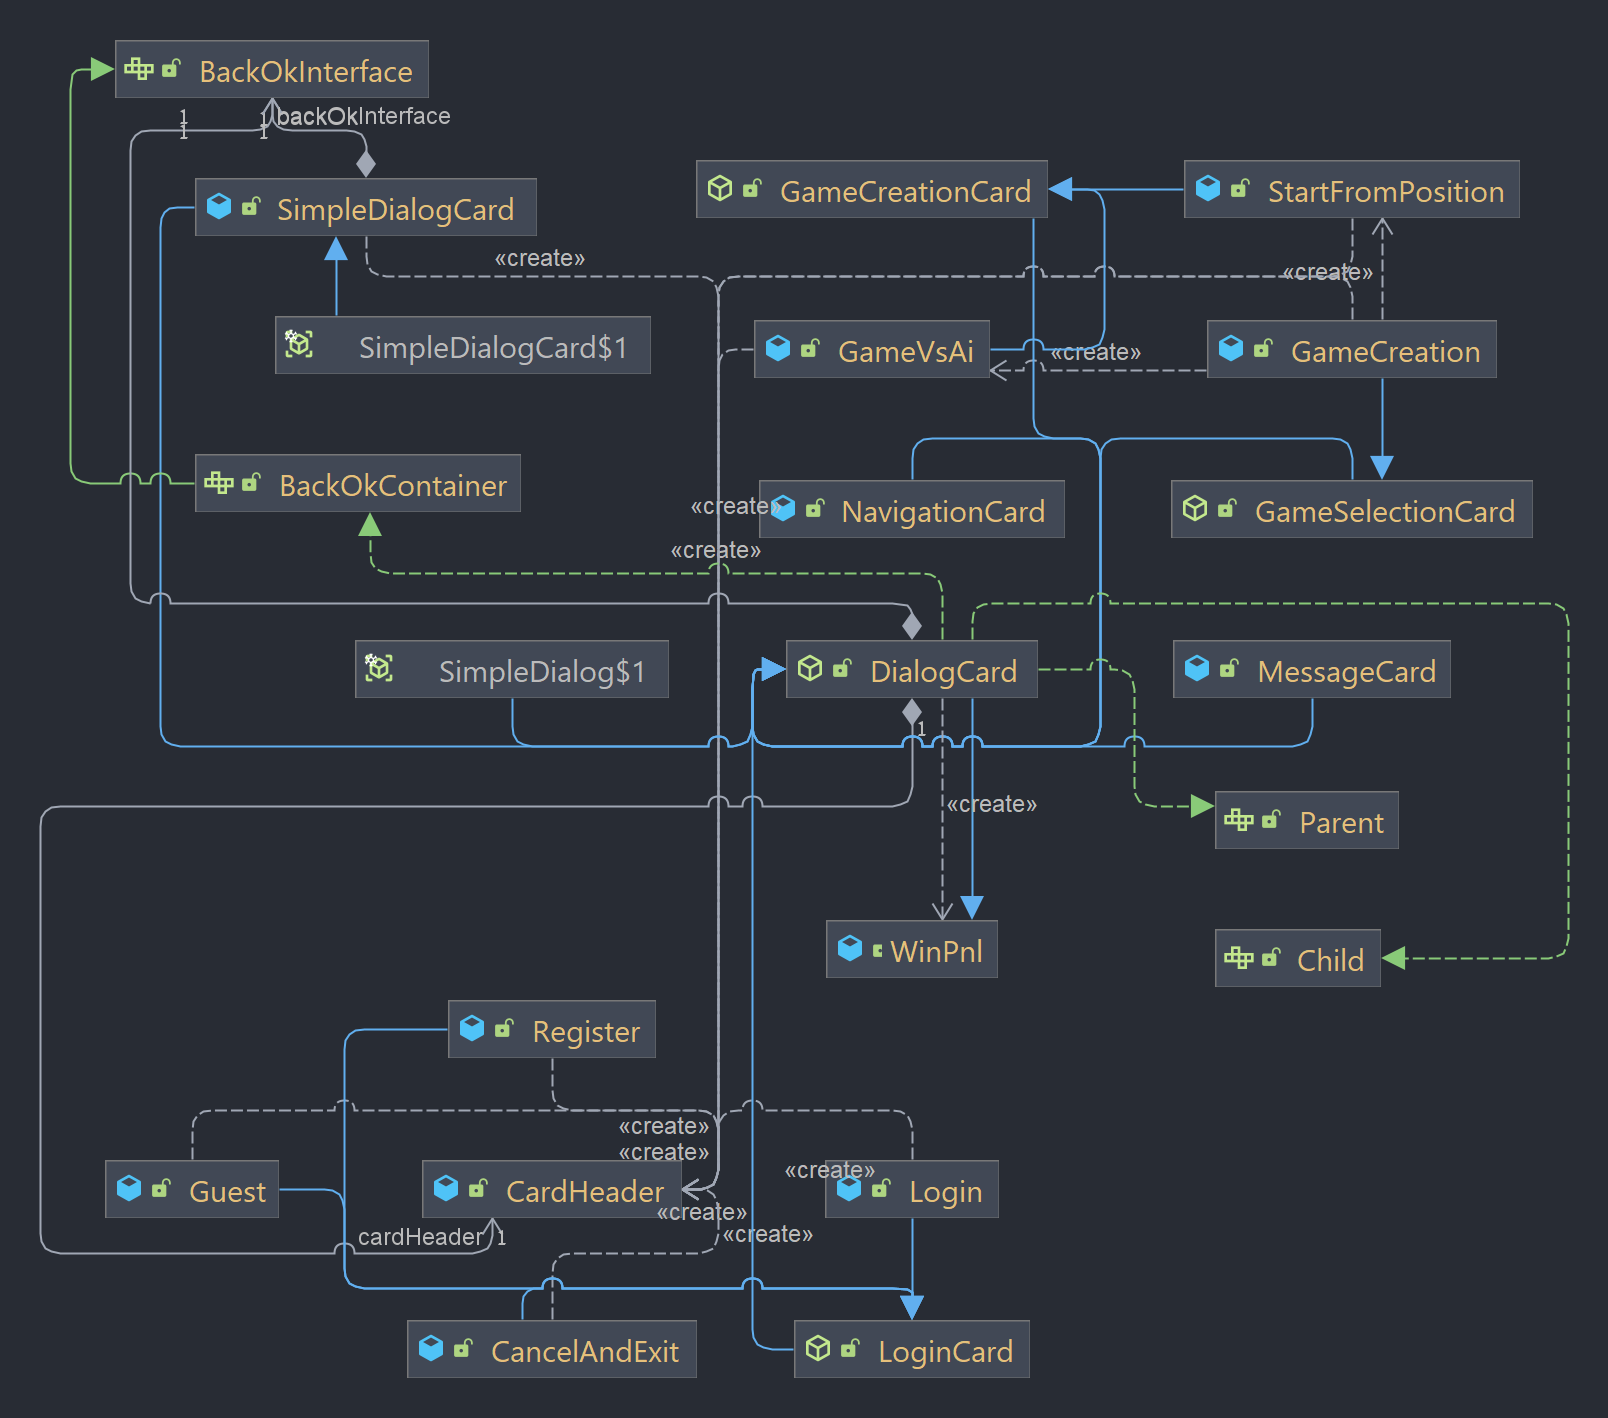 BackOkInterface
1
1
1
1
backOkInterface
SimpleDialogCard
GameCreationCard
StartFromPosition
«create»
«create»
SimpleDialogCard$1
GameVsAi
«create»
GameCreation
BackOkContainer
«create»
NavigationCard
GameSelectionCard
«create»
SimpleDialog$1
DialogCard
MessageCard
1
«create»
Parent
WinPnl
Child
Register
«create»
«create»
«create»
Guest
CardHeader
Login
«create»
cardHeader
1
«create»
CancelAndExit
LoginCard